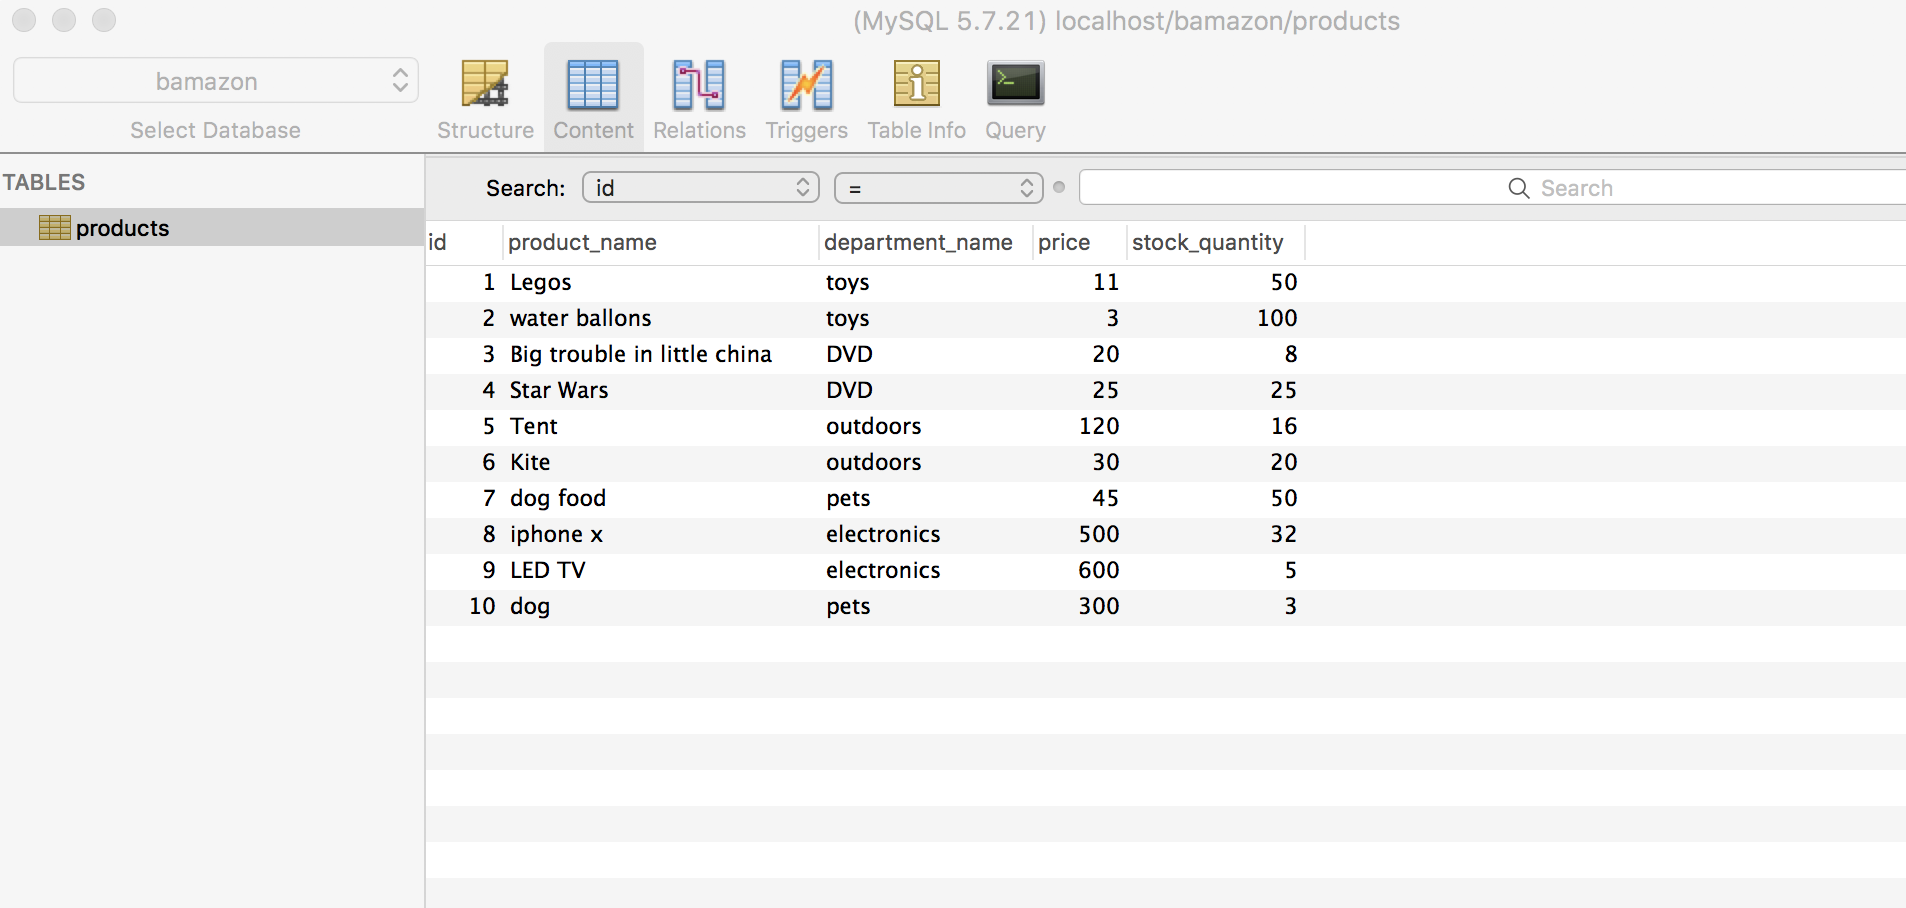 (MySQL 5.7.21) localhost/bamazon/products
bamazon
Select Database
Structure
Content
Relations
Triggers
Table Info
Query
TABLES
products
Search: id = Search
id product_name department_name price stock_quantity
1 Legos toys 11 50
2 water ballons toys 3 100
3 Big trouble in little china DVD 20 8
4 Star Wars DVD 25 25
5 Tent outdoors 120 16
6 Kite outdoors 30 20
7 dog food pets 45 50
8 iphone x electronics 500 32
9 LED TV electronics 600 5
10 dog pets 300 3